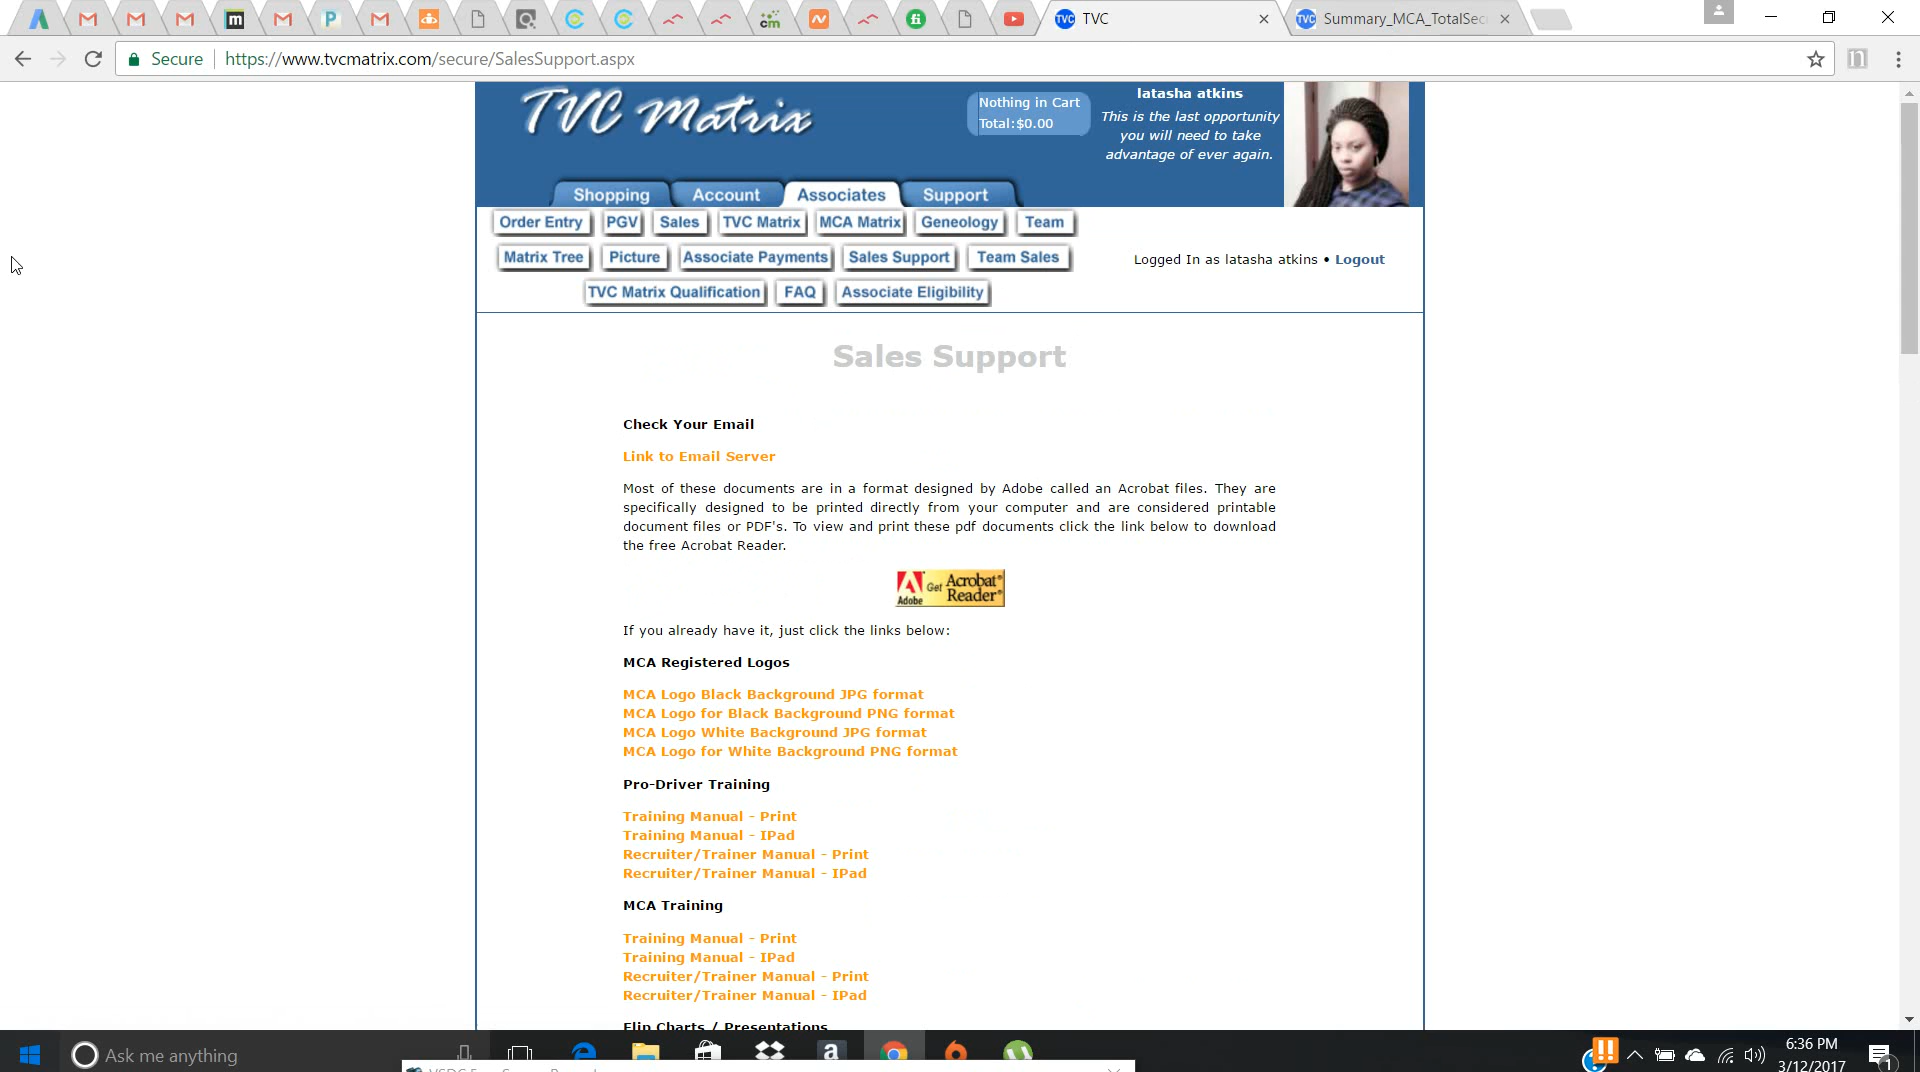 TVC
Summary_MCA_TotalSec
Secure
https://www.tvcmatrix.com/secure/SalesSupport.aspx
TVC Matrix
Nothing in Cart
Total:$0.00
latasha atkins
This is the last opportunity
you will need to take
advantage of ever again.
Shopping
Account
Associates
Support
Order Entry
PGV
Sales
TVC Matrix
MCA Matrix
Geneology
Team
Matrix Tree
Picture
Associate Payments
Sales Support
Team Sales
TVC Matrix Qualification
FAQ
Associate Eligibility
Logged In as latasha atkins • Logout
Sales Support
Check Your Email
Link to Email Server
Most of these documents are in a format designed by Adobe called an Acrobat files. They are
specifically designed to be printed directly from your computer and are considered printable
document files or PDF's. To view and print these pdf documents click the link below to download
the free Acrobat Reader.
Adobe
Get Acrobat®
Reader®
If you already have it, just click the links below:
MCA Registered Logos
MCA Logo Black Background JPG format
MCA Logo for Black Background PNG format
MCA Logo White Background JPG format
MCA Logo for White Background PNG format
Pro-Driver Training
Training Manual - Print
Training Manual - IPad
Recruiter/Trainer Manual - Print
Recruiter/Trainer Manual - IPad
MCA Training
Training Manual - Print
Training Manual - IPad
Recruiter/Trainer Manual - Print
Recruiter/Trainer Manual - IPad
Flip Charts / Presentations
Ask me anything
6:36 PM
3/12/2017
1